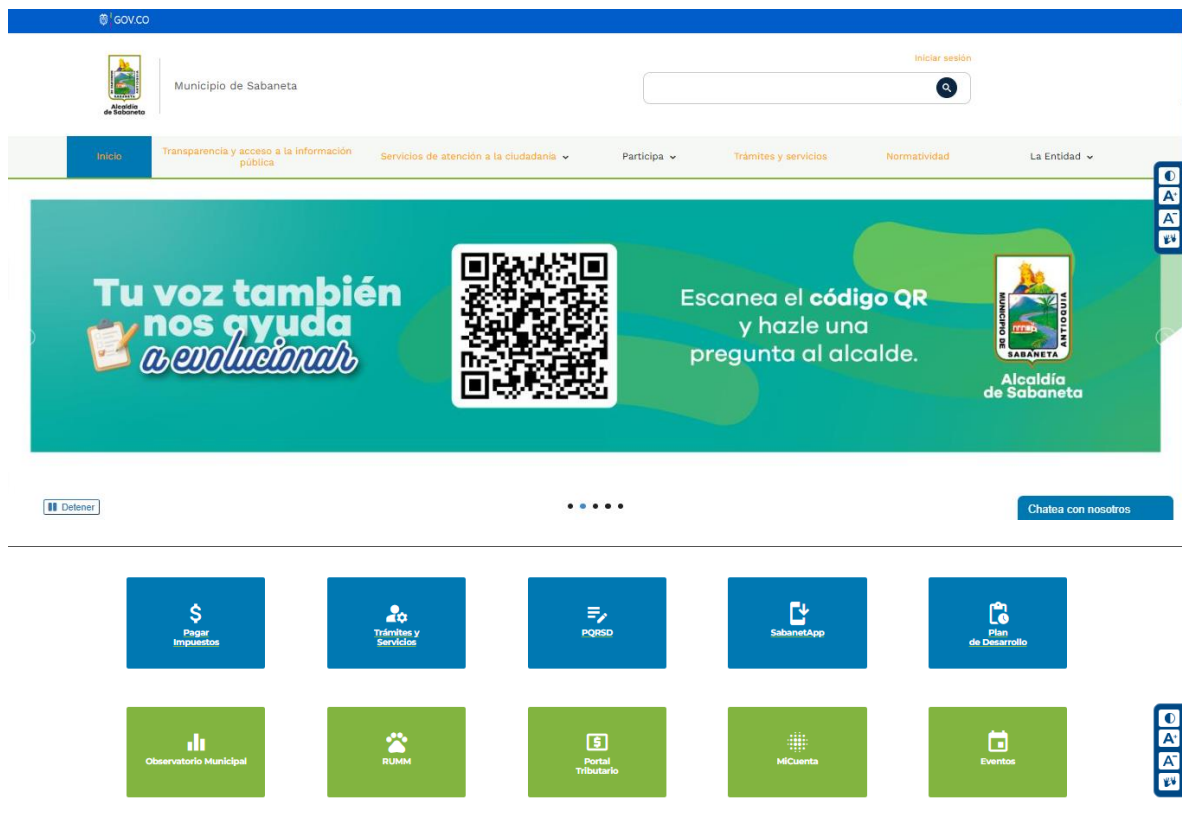 GOV.CO
Iniciar sesión
Alcaldía
de Sabaneta
Municipio de Sabaneta
Inicio
Transparencia y acceso a la información
pública
Servicios de atención a la ciudadania
Participa
Trámites y servicios
Normatividad
La Entidad
A+
A-
Tu voz también
nos ayuda
a evolucionar
Escanea el código QR
y hazle una
pregunta al alcalde.
MUNICIPIO DE
SABANETA
ANTIOQUIA
Alcaldía
de Sabaneta
Detener
Chatea con nosotros
Pagar
Impuestos
Trámites y
Servicios
PQRSD
SabanetApp
Plan
de Desarrollo
Observatorio Municipal
RUMM
Portal
Tributario
MiCuenta
Eventos
A+
A-